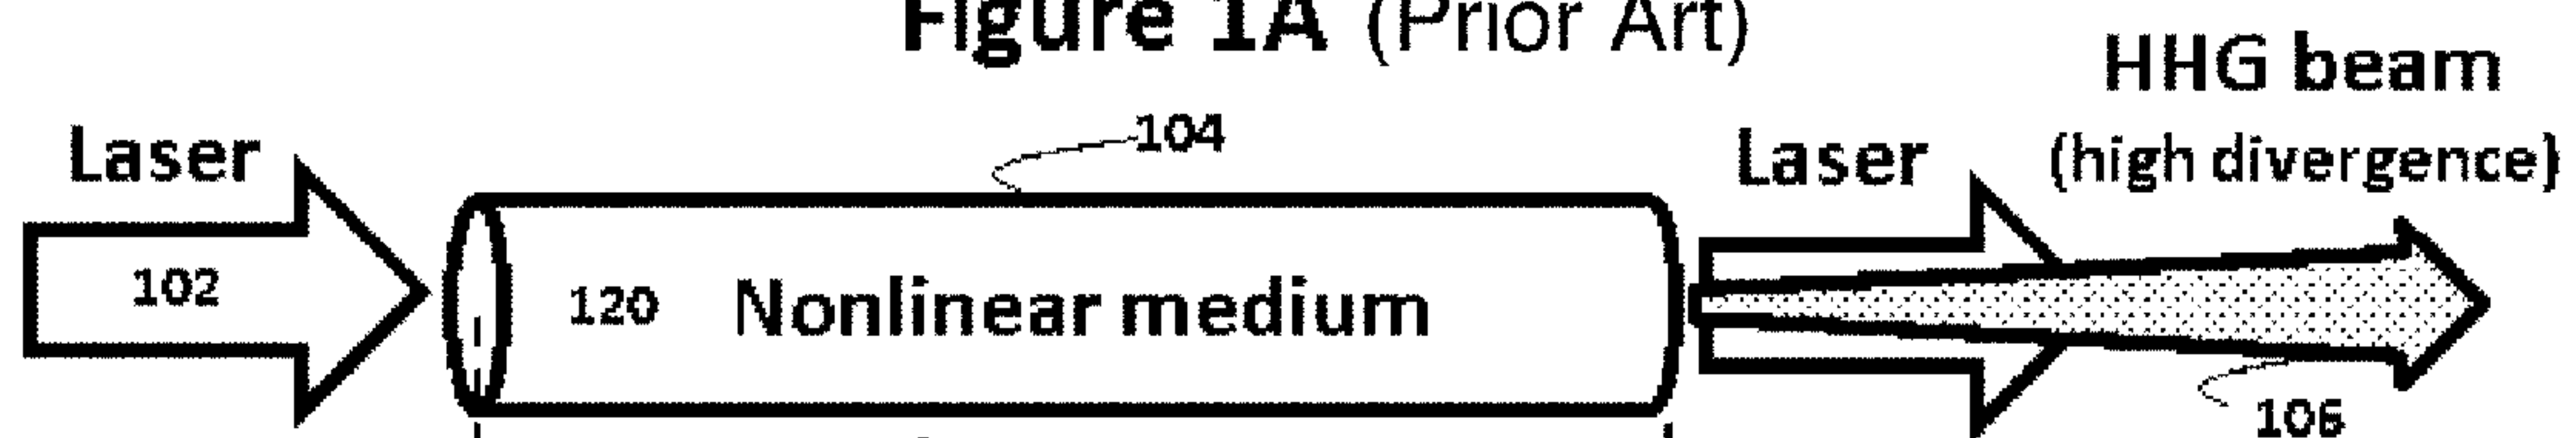 Figure 1A (Prior Art)
HHG beam
(high divergence)
Laser
104
Laser
102
120 Nonlinear medium
106